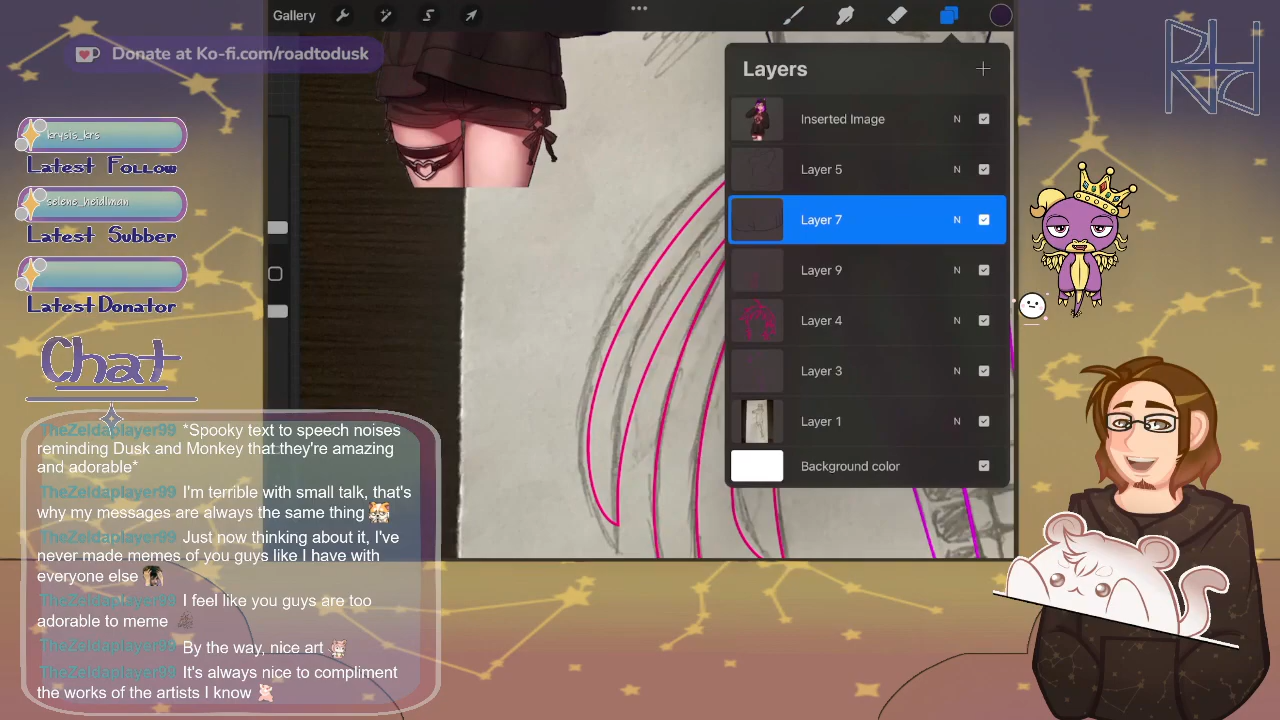 Gallery
Donate at Ko-fi.com/roadtodusk
krysis_krs
Latest Follow
selene_heidlman
Latest Subber
Latest Donator
Chat
TheZeldaplayer99 *Spooky text to speech noises
reminding Dusk and Monkey that they're amazing
and adorable*
TheZeldaplayer99 I'm terrible with small talk, that's
why my messages are always the same thing
TheZeldaplayer99 Just now thinking about it, I've
never made memes of you guys like I have with
everyone else
TheZeldaplayer99 I feel like you guys are too
adorable to meme
TheZeldaplayer99 By the way, nice art
TheZeldaplayer99 It's always nice to compliment
the works of the artists I know
Layers
Inserted Image N
Layer 5 N
Layer 7 N
Layer 9 N
Layer 4 N
Layer 3 N
Layer 1 N
Background color